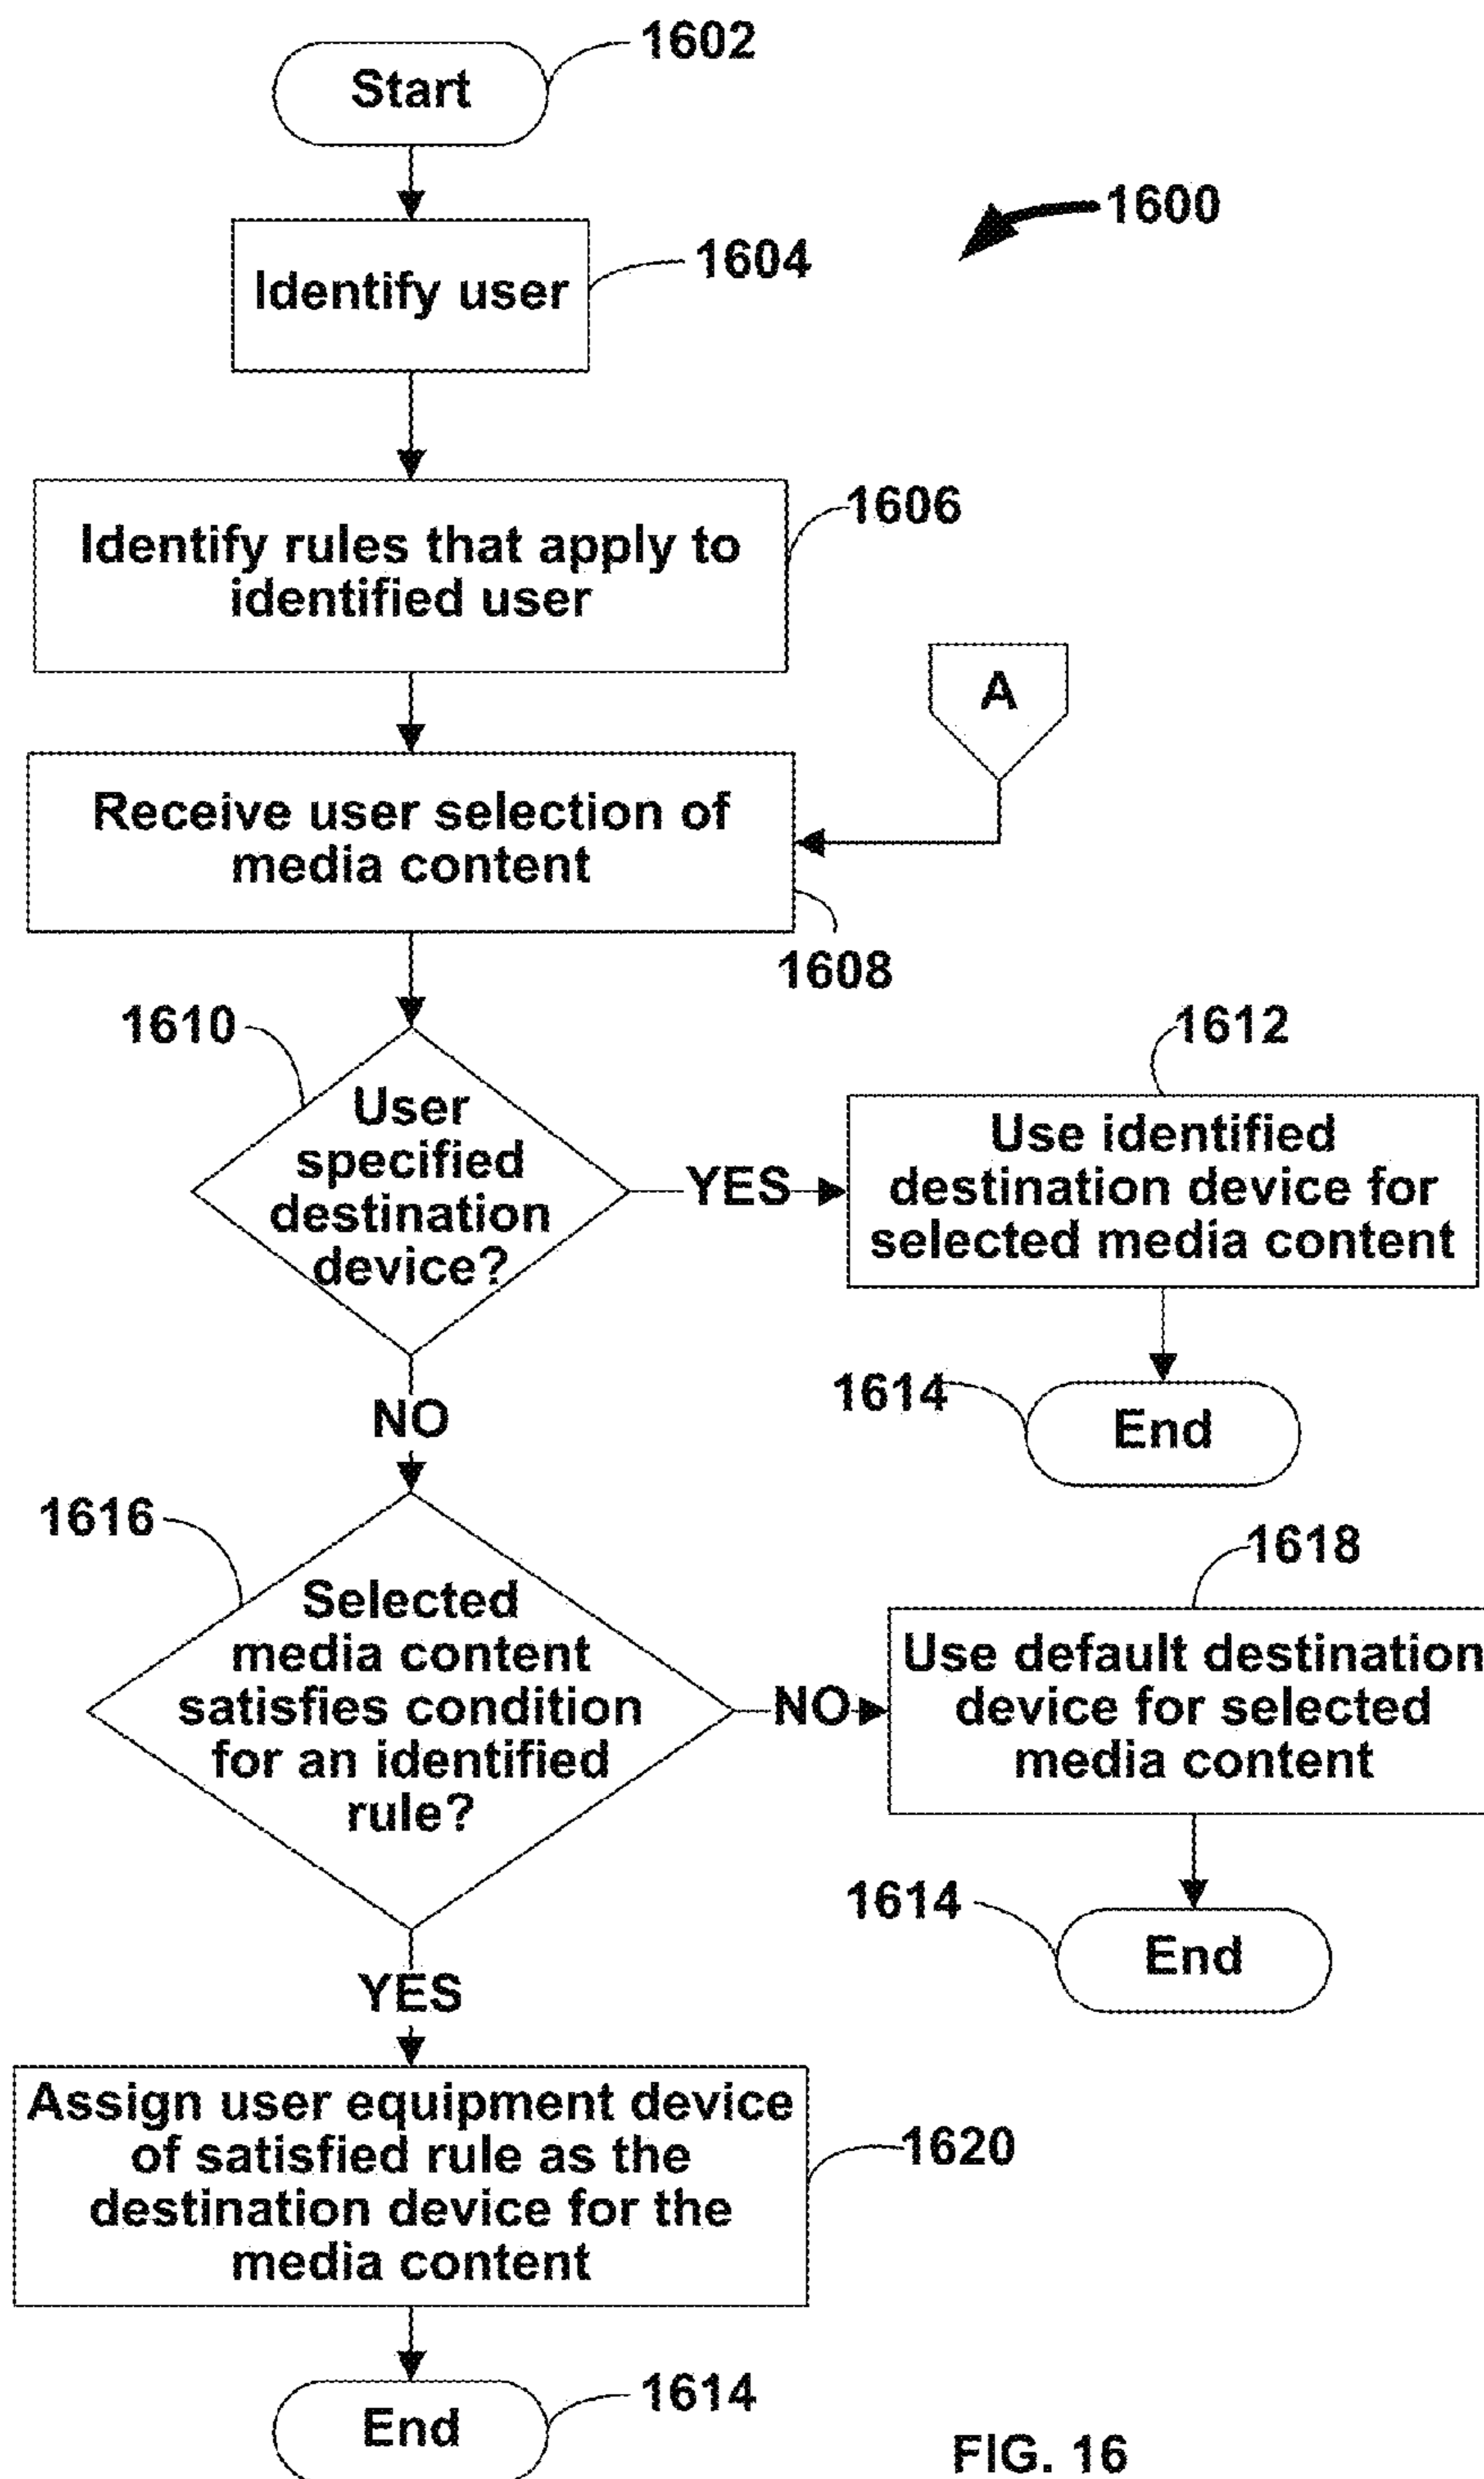 1602
Start
1600
1604
Identify user
1606
Identify rules that apply to
identified user
A
Receive user selection of
media content
1608
1610
1612
User
specified
destination
device?
YES
Use identified
destination device for
selected media content
1614
End
NO
1616
1618
Selected
media content
satisfies condition
for an identified
rule?
NO
Use default destination
device for selected
media content
1614
End
YES
Assign user equipment device
of satisfied rule as the
destination device for the
media content
1620
1614
End
FIG. 16